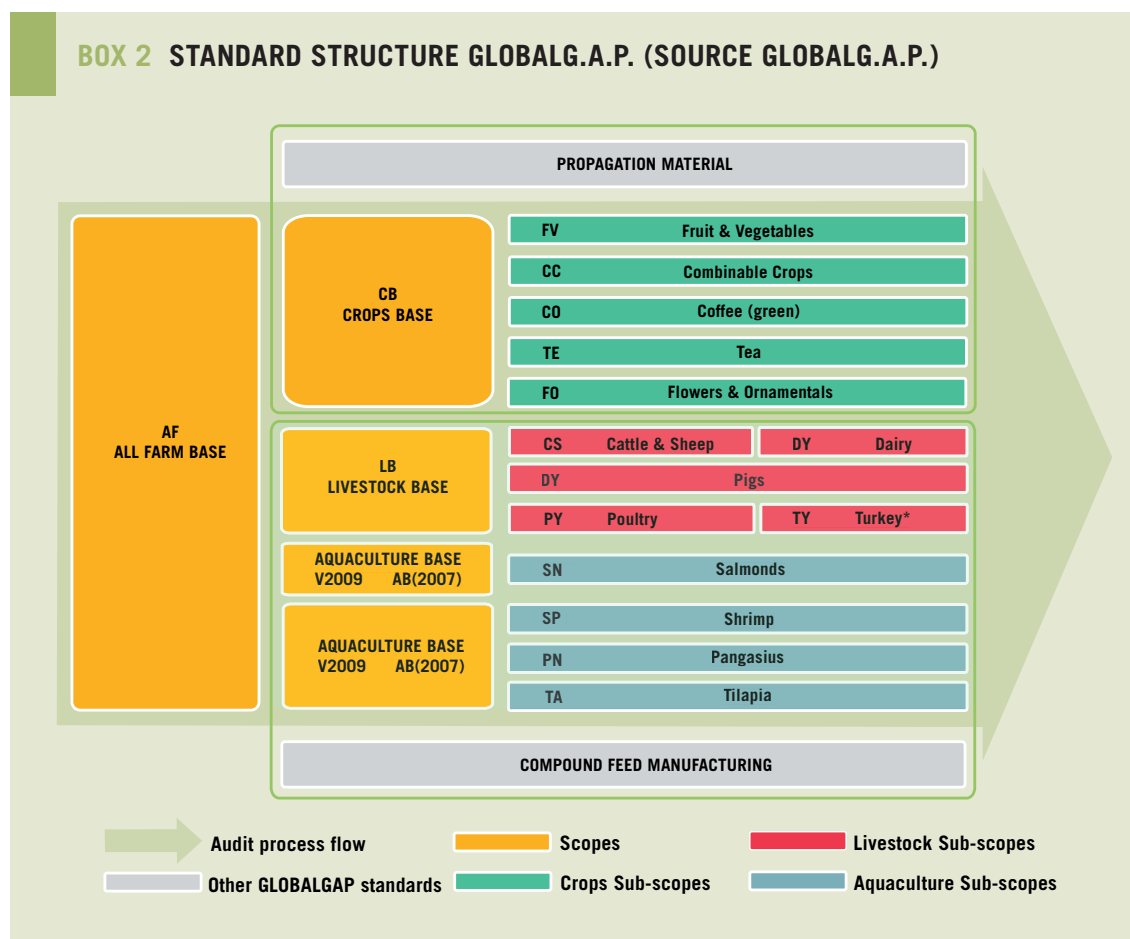 BOX 2 STANDARD STRUCTURE GLOBALG.A.P. (SOURCE GLOBALG.A.P.)
PROPAGATION MATERIAL
AF
ALL FARM BASE
CB
CROPS BASE
FV Fruit & Vegetables
CC Combinable Crops
CO Coffee (green)
TE Tea
FO Flowers & Ornamentals
LB
LIVESTOCK BASE
CS Cattle & Sheep
DY Dairy
DY Pigs
PY Poultry
TY Turkey*
AQUACULTURE BASE
V2009 AB(2007)
SN Salmonds
AQUACULTURE BASE
V2009 AB(2007)
SP Shrimp
PN Pangasius
TA Tilapia
COMPOUND FEED MANUFACTURING
Audit process flow
Scopes
Livestock Sub-scopes
Other GLOBALGAP standards
Crops Sub-scopes
Aquaculture Sub-scopes